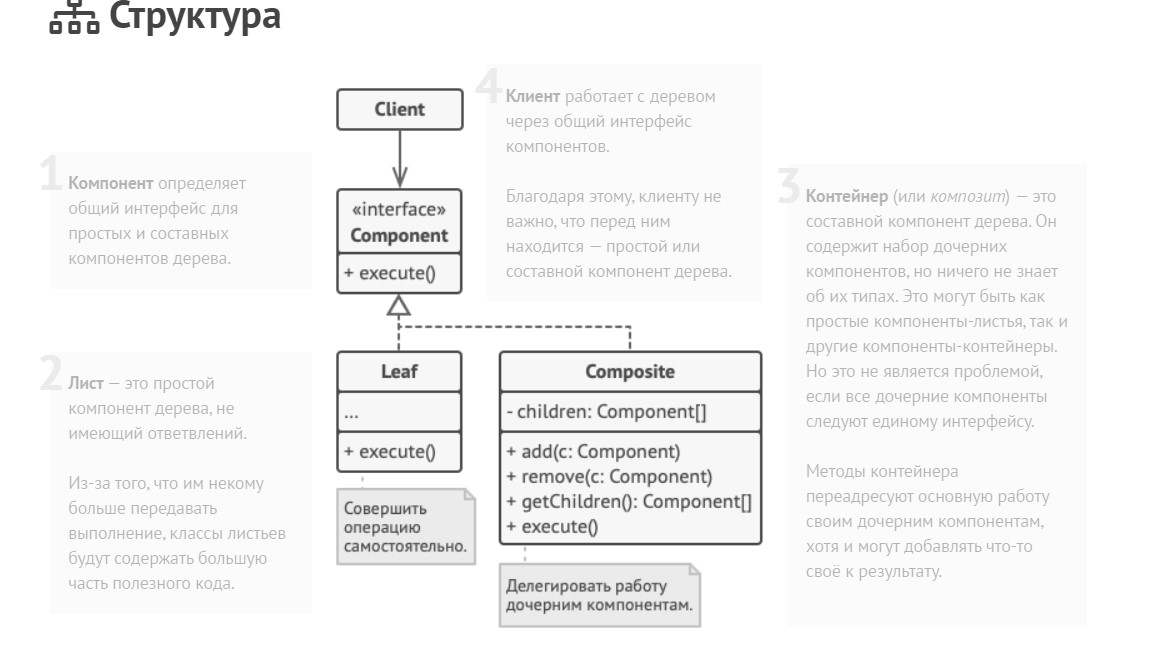 Структура
1
Компонент определяет
общий интерфейс для
простых и составных
компонентов дерева.
2
Лист — это простой
компонент дерева, не
имеющий ответвлений.
Из-за того, что им некому
больше передавать
выполнение, классы листьев
будут содержать большую
часть полезного кода.
Client
«interface»
Component
+ execute()
Leaf
...
+ execute()
Совершить
операцию
самостоятельно.
Composite
- children: Component[]
+ add(c: Component)
+ remove(c: Component)
+ getChildren(): Component[]
+ execute()
Делегировать работу
дочерним компонентам.
4
Клиент работает с деревом
через общий интерфейс
компонентов.
Благодаря этому, клиенту не
важно, что перед ним
находится — простой или
составной компонент дерева.
3
Контейнер (или композит) — это
составной компонент дерева. Он
содержит набор дочерних
компонентов, но ничего не знает
об их типах. Это могут быть как
простые компоненты-листья, так и
другие компоненты-контейнеры.
Но это не является проблемой,
если все дочерние компоненты
следуют единому интерфейсу.
Методы контейнера
переадресуют основную работу
своим дочерним компонентам,
хотя и могут добавлять что-то
своё к результату.